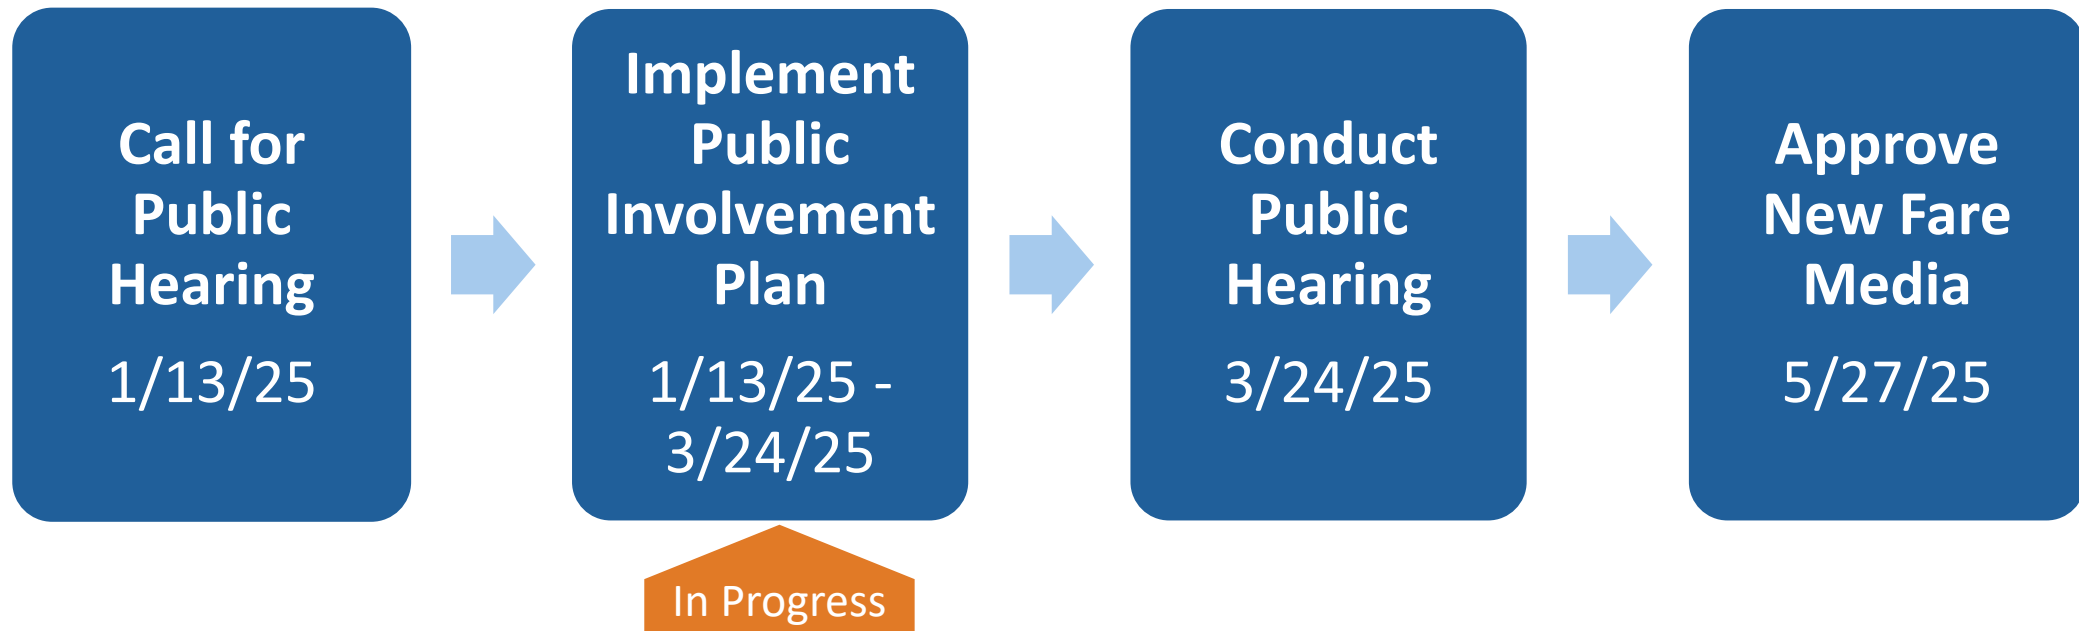 Call for
Public
Hearing
1/13/25
Implement
Public
Involvement
Plan
1/13/25 -
3/24/25
In Progress
Conduct
Public
Hearing
3/24/25
Approve
New Fare
Media
5/27/25